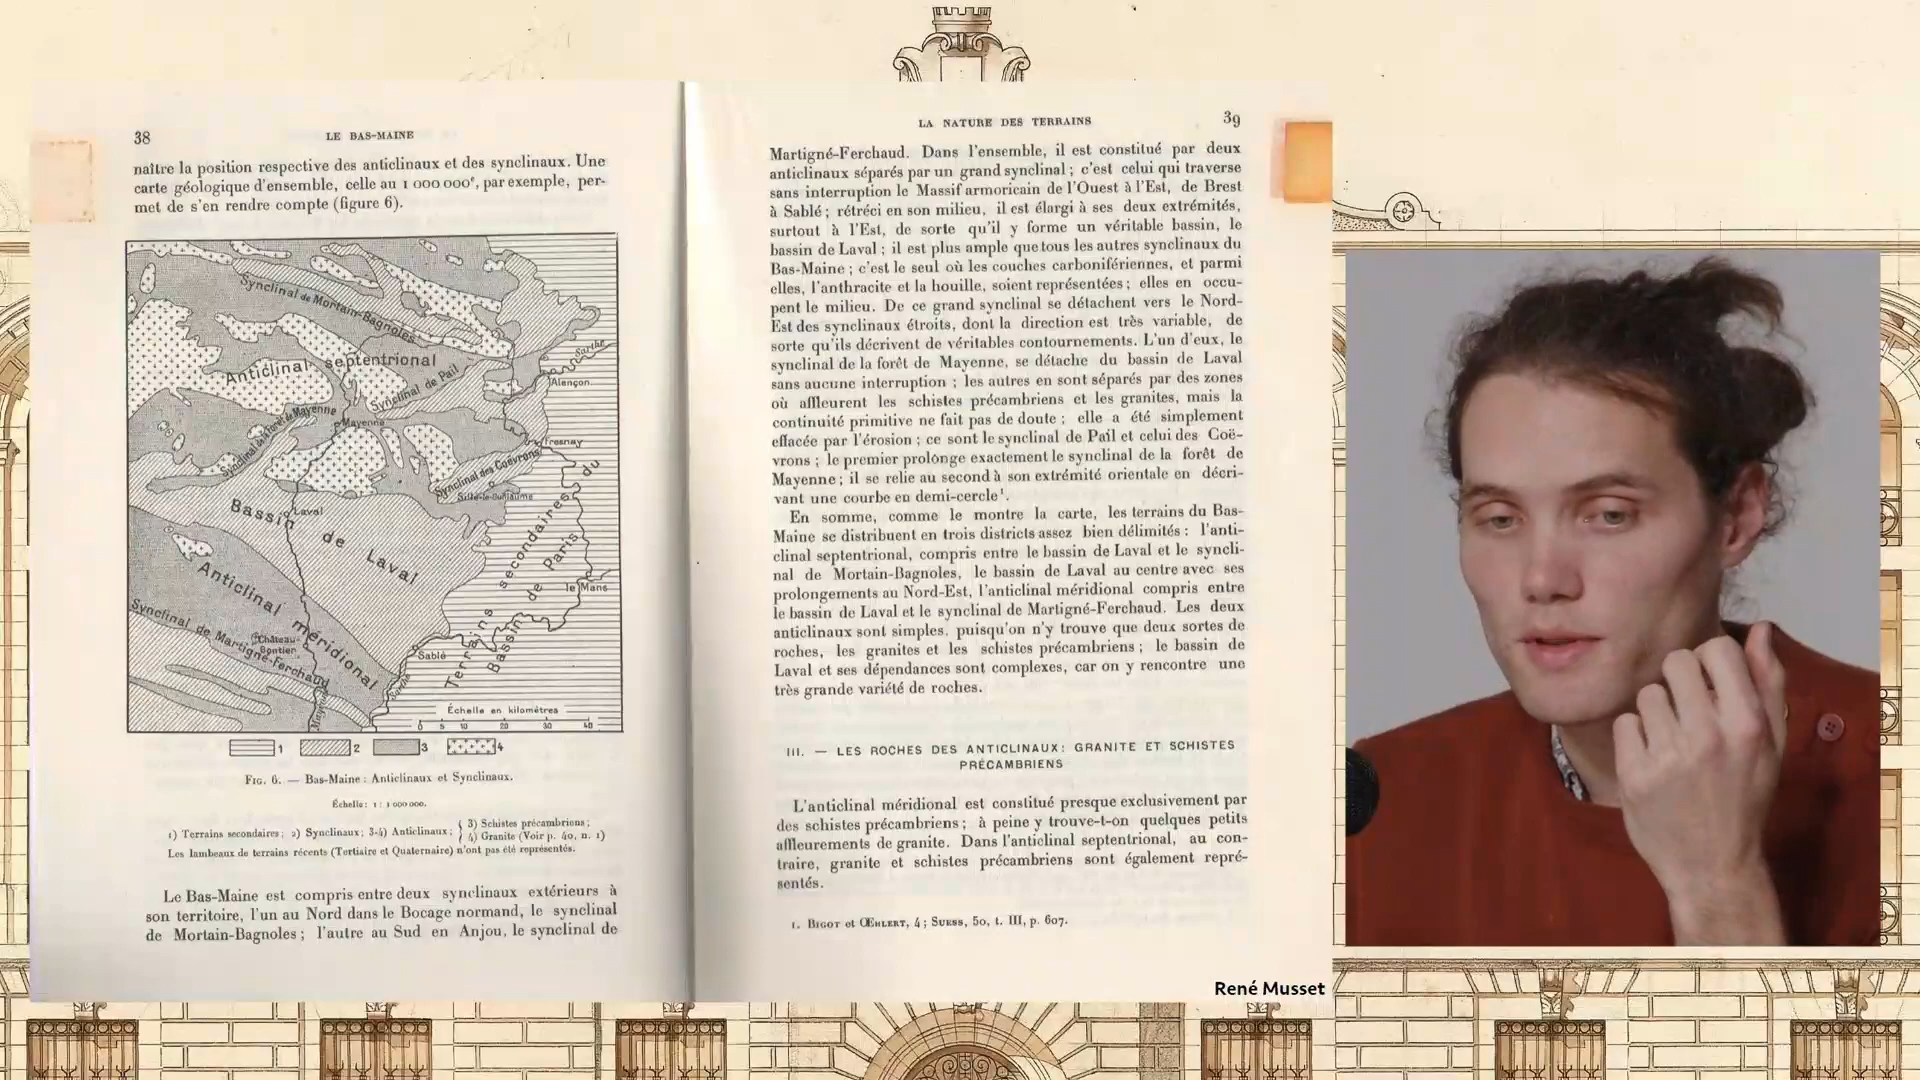 38
LE BAS-MAINE
naître la position respective des anticlinaux et des synclinaux. Une
carte géologique d'ensemble, celle au 1 000 000e, par exemple, per-
met de s'en rendre compte (figure 6).
Synclinal de Mortain-Bagnoles
Anticlinal septentrional
Sarthe
Alençon
Synclinal de Pail
Synclinal de la forêt de Mayenne
Mayenne
Fresnay
Synclinal des Coëvrons
Sillé-le-Guillaume
Bassin de Laval
Laval
Terrains secondaires du
Bassin de Paris
le Mans
Anticlinal méridional
Synclinal de Martigné-Ferchaud
Château-
Gontier
Sablé
Sarthe
Mayenne
Échelle en kilomètres
0 5 10 20 30 40
1 2 3 4
FIG. 6. — Bas-Maine : Anticlinaux et Synclinaux.
Échelle : 1 : 1 000 000.
1) Terrains secondaires ; 2) Synclinaux ; 3-4) Anticlinaux ; { 3) Schistes précambriens ;
4) Granite (Voir p. 40, n. 1)
Les lambeaux de terrains récents (Tertiaire et Quaternaire) n'ont pas été représentés.
Le Bas-Maine est compris entre deux synclinaux extérieurs à
son territoire, l'un au Nord dans le Bocage normand, le synclinal
de Mortain-Bagnoles ; l'autre au Sud en Anjou, le synclinal de
LA NATURE DES TERRAINS
39
Martigné-Ferchaud. Dans l'ensemble, il est constitué par deux
anticlinaux séparés par un grand synclinal ; c'est celui qui traverse
sans interruption le Massif armoricain de l'Ouest à l'Est, de Brest
à Sablé ; rétréci en son milieu, il est élargi à ses deux extrémités,
surtout à l'Est, de sorte qu'il y forme un véritable bassin, le
bassin de Laval ; il est plus ample que tous les autres synclinaux du
Bas-Maine ; c'est le seul où les couches carbonifériennes, et parmi
elles, l'anthracite et la houille, soient représentées ; elles en occu-
pent le milieu. De ce grand synclinal se détachent vers le Nord-
Est des synclinaux étroits, dont la direction est très variable, de
sorte qu'ils décrivent de véritables contournements. L'un d'eux, le
synclinal de la forêt de Mayenne, se détache du bassin de Laval
sans aucune interruption ; les autres en sont séparés par des zones
où affleurent les schistes précambriens et les granites, mais la
continuité primitive ne fait pas de doute ; elle a été simplement
effacée par l'érosion ; ce sont le synclinal de Pail et celui des Coë-
vrons ; le premier prolonge exactement le synclinal de la forêt de
Mayenne ; il se relie au second à son extrémité orientale en décri-
vant une courbe en demi-cercle¹.
En somme, comme le montre la carte, les terrains du Bas-
Maine se distribuent en trois districts assez bien délimités : l'anti-
clinal septentrional, compris entre le bassin de Laval et le syncli-
nal de Mortain-Bagnoles, le bassin de Laval au centre avec ses
prolongements au Nord-Est, l'anticlinal méridional compris entre
le bassin de Laval et le synclinal de Martigné-Ferchaud. Les deux
anticlinaux sont simples, puisqu'on n'y trouve que deux sortes de
roches, les granites et les schistes précambriens ; le bassin de
Laval et ses dépendances sont complexes, car on y rencontre une
très grande variété de roches.
III. — LES ROCHES DES ANTICLINAUX : GRANITE ET SCHISTES
PRÉCAMBRIENS
L'anticlinal méridional est constitué presque exclusivement par
des schistes précambriens ; à peine y trouve-t-on quelques petits
affleurements de granite. Dans l'anticlinal septentrional, au con-
traire, granite et schistes précambriens sont également repré-
sentés.
1. BIGOT et ŒHLERT, 4 ; SUESS, 50, t. III, p. 607.
René Musset